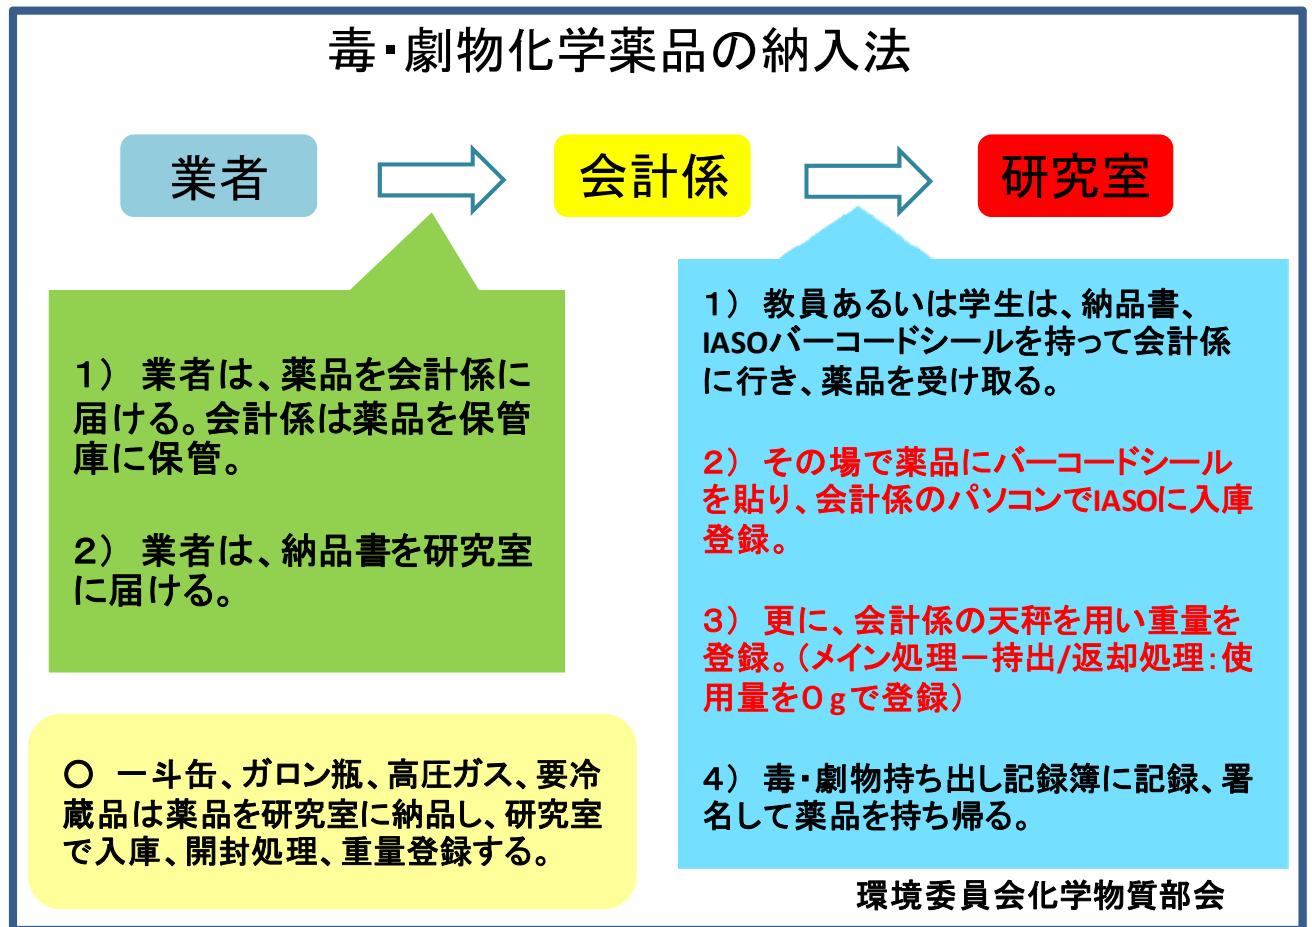 毒・劇物化学薬品の納入法
業者
会計係
研究室
１） 業者は、薬品を会計係に
届ける。会計係は薬品を保管
庫に保管。
２） 業者は、納品書を研究室
に届ける。
１） 教員あるいは学生は、納品書、
IASOバーコードシールを持って会計係
に行き、薬品を受け取る。
２） その場で薬品にバーコードシール
を貼り、会計係のパソコンでIASOに入庫
登録。
３） 更に、会計係の天秤を用い重量を
登録。（メイン処理－持出/返却処理：使
用量を０gで登録）
４） 毒・劇物持ち出し記録簿に記録、署
名して薬品を持ち帰る。
○ 一斗缶、ガロン瓶、高圧ガス、要冷
蔵品は薬品を研究室に納品し、研究室
で入庫、開封処理、重量登録する。
環境委員会化学物質部会